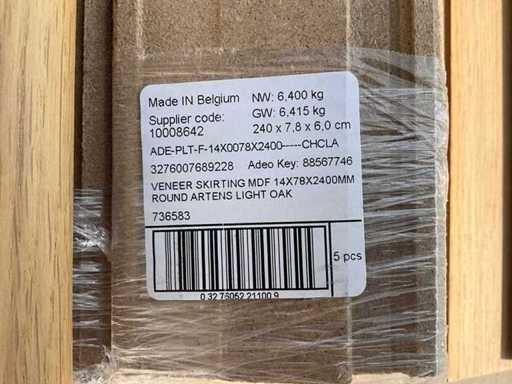 Made IN Belgium NW: 6,400 kg
Supplier code: GW: 6,415 kg
10008642 240 x 7,8 x 6,0 cm
ADE-PLT-F-14X0078X2400-----CHCLA
3276007689228 Adeo Key: 88567746
VENEER SKIRTING MDF 14X78X2400MM
ROUND ARTENS LIGHT OAK
736583
5 pcs
0 32 76052 21100 9